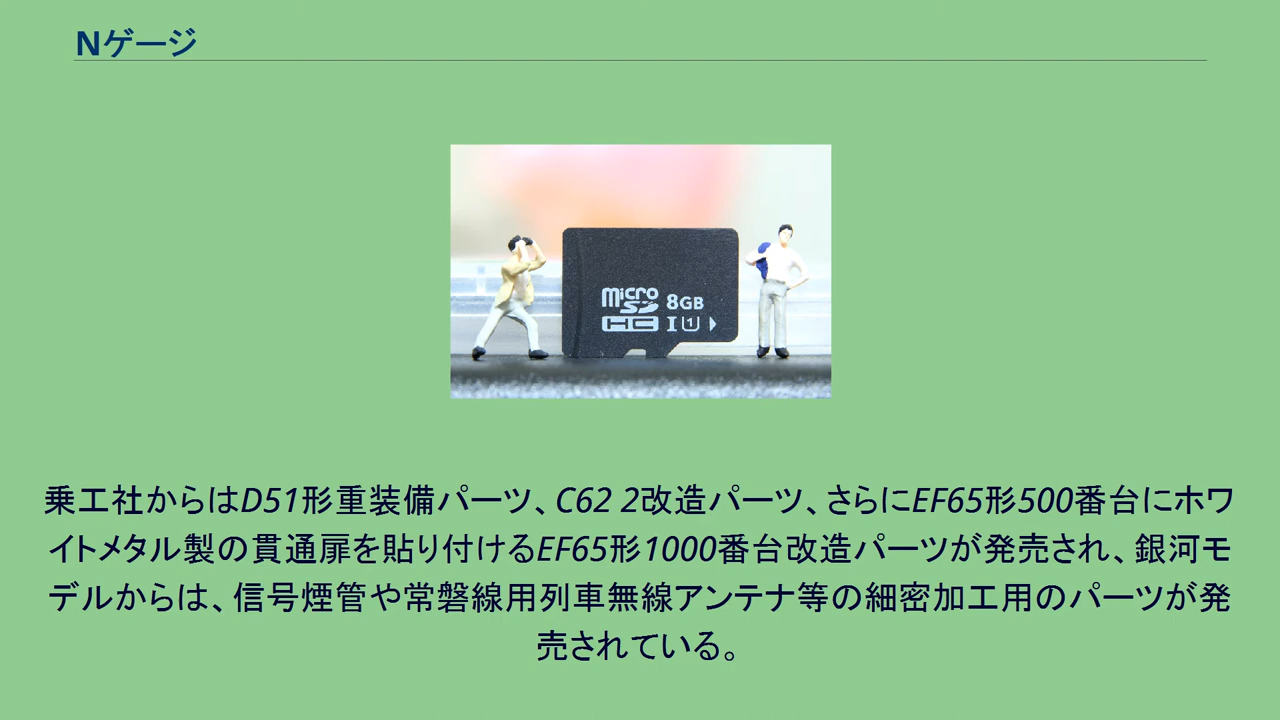 Nゲージ
micro
SD
HC I U1
8GB
乗工社からはD51形重装備パーツ、C62 2改造パーツ、さらにEF65形500番台にホワ
イトメタル製の貫通扉を貼り付けるEF65形1000番台改造パーツが発売され、銀河モ
デルからは、信号煙管や常磐線用列車無線アンテナ等の細密加工用のパーツが発
売されている。